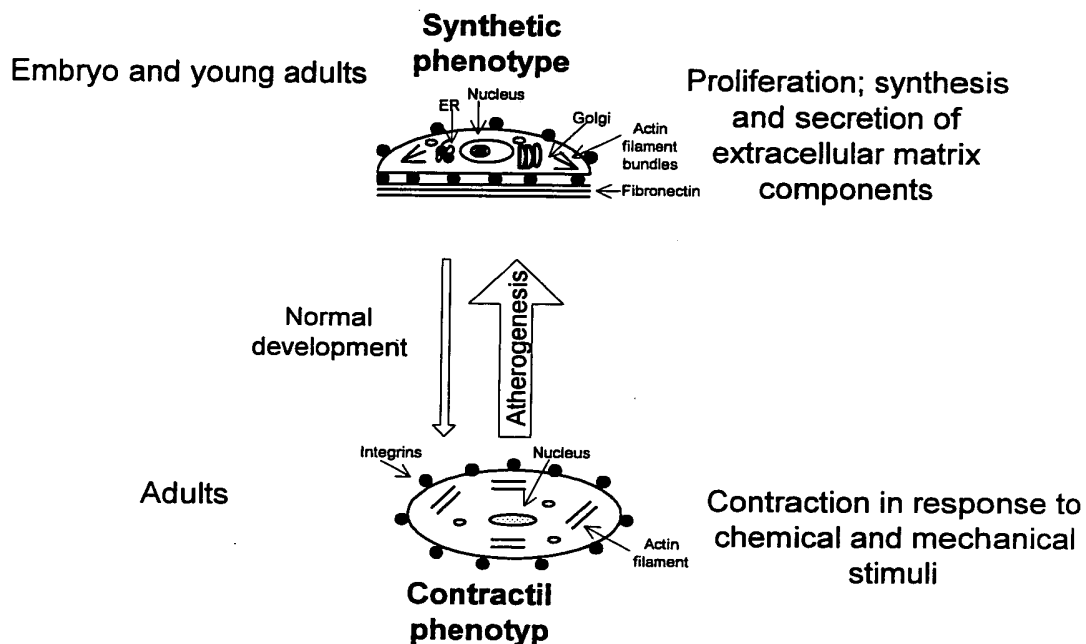 Synthetic
phenotype
Embryo and young adults
Proliferation; synthesis
and secretion of
extracellular matrix
components
Nucleus
ER
Golgi
Actin
filament
bundles
Fibronectin
Normal
development
Atherogenesis
Integrins
Nucleus
Adults
Contraction in response to
chemical and mechanical
stimuli
Actin
filament
Contractil
phenotyp